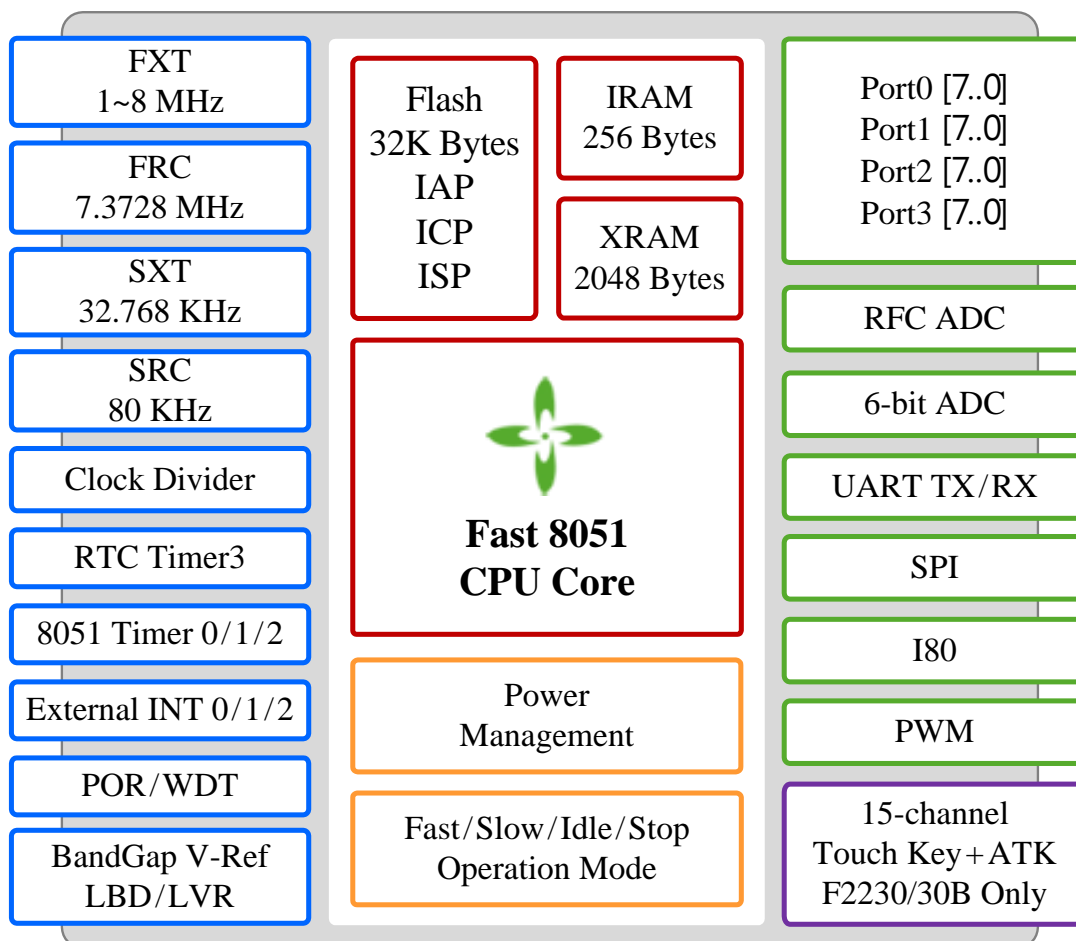 FXT
1~8 MHz
FRC
7.3728 MHz
SXT
32.768 KHz
SRC
80 KHz
Clock Divider
RTC Timer3
8051 Timer 0/1/2
External INT 0/1/2
POR/WDT
BandGap V-Ref
LBD/LVR
Flash
32K Bytes
IAP
ICP
ISP
IRAM
256 Bytes
XRAM
2048 Bytes
Fast 8051
CPU Core
Power
Management
Fast/Slow/Idle/Stop
Operation Mode
Port0 [7..0]
Port1 [7..0]
Port2 [7..0]
Port3 [7..0]
RFC ADC
6-bit ADC
UART TX/RX
SPI
I80
PWM
15-channel
Touch Key+ATK
F2230/30B Only